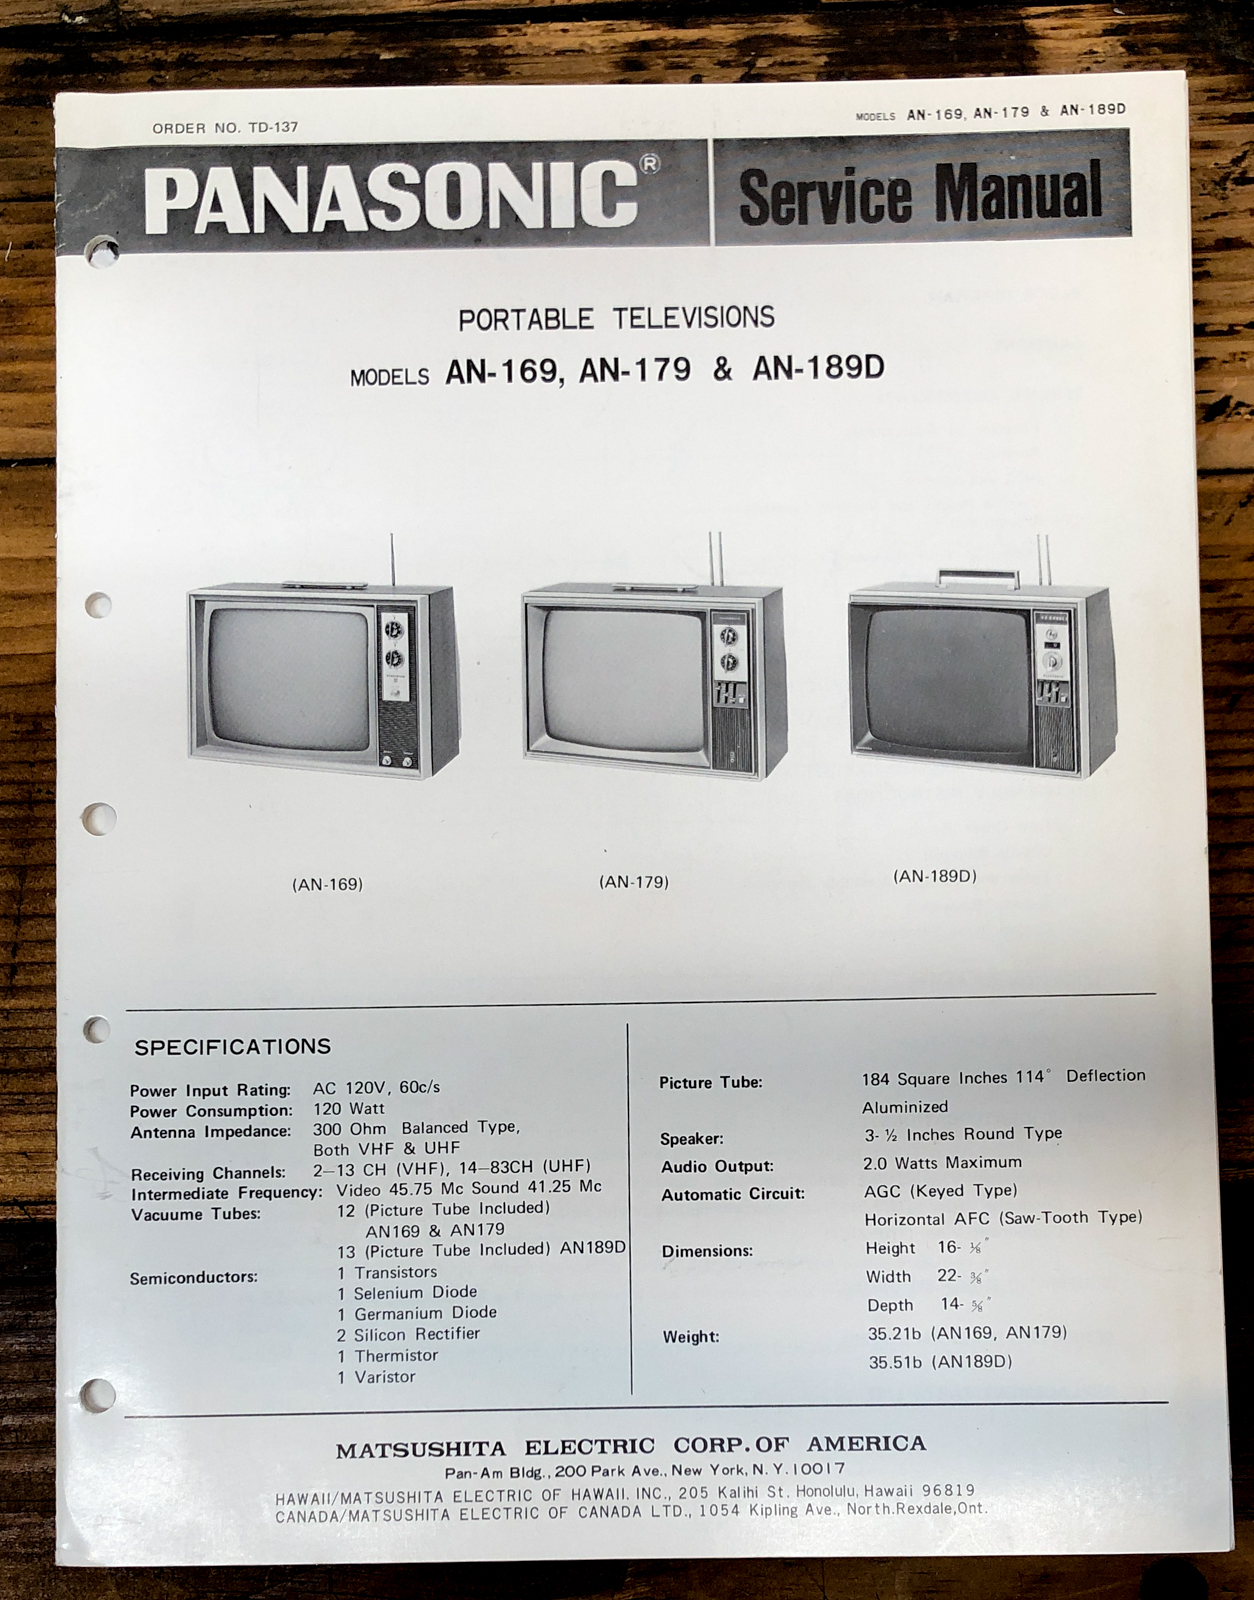 ORDER NO. TD-137
MODELS AN-169, AN-179 & AN-189D
PANASONIC®
Service Manual
PORTABLE TELEVISIONS
MODELS AN-169, AN-179 & AN-189D
(AN-169)
(AN-179)
(AN-189D)
SPECIFICATIONS
Power Input Rating: AC 120V, 60c/s
Power Consumption: 120 Watt
Antenna Impedance: 300 Ohm Balanced Type,
Both VHF & UHF
Receiving Channels: 2–13 CH (VHF), 14–83CH (UHF)
Intermediate Frequency: Video 45.75 Mc Sound 41.25 Mc
Vacuume Tubes: 12 (Picture Tube Included)
AN169 & AN179
13 (Picture Tube Included) AN189D
Semiconductors: 1 Transistors
1 Selenium Diode
1 Germanium Diode
2 Silicon Rectifier
1 Thermistor
1 Varistor
Picture Tube: 184 Square Inches 114° Deflection
Aluminized
Speaker: 3-½ Inches Round Type
Audio Output: 2.0 Watts Maximum
Automatic Circuit: AGC (Keyed Type)
Horizontal AFC (Saw-Tooth Type)
Dimensions: Height 16-⅛"
Width 22-⅜"
Depth 14-⅝"
Weight: 35.21b (AN169, AN179)
35.51b (AN189D)
MATSUSHITA ELECTRIC CORP. OF AMERICA
Pan-Am Bldg., 200 Park Ave., New York, N. Y. 10017
HAWAII/MATSUSHITA ELECTRIC OF HAWAII. INC., 205 Kalihi St. Honolulu, Hawaii 96819
CANADA/MATSUSHITA ELECTRIC OF CANADA LTD., 1054 Kipling Ave., North.Rexdale,Ont.